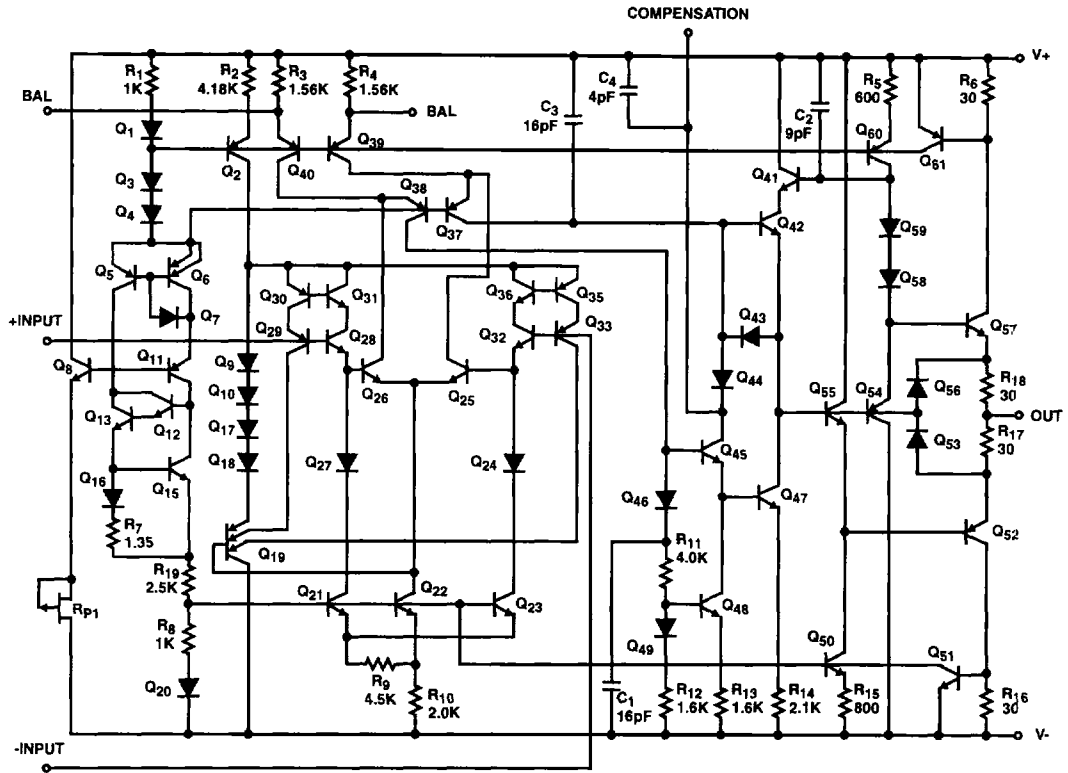 COMPENSATION
V+
R1
1K
R2
4.18K
R3
1.56K
R4
1.56K
C3
16pF
C4
4pF
C2
9pF
R5
600
R6
30
BAL
BAL
Q1
Q2
Q40
Q39
Q60
Q61
Q3
Q4
Q38
Q37
Q41
Q42
Q59
Q58
Q5
Q6
Q7
Q30
Q31
Q36
Q35
+INPUT
Q29
Q28
Q32
Q33
Q43
Q57
Q8
Q11
Q9
Q10
Q26
Q25
Q44
Q55
Q54
Q56
R18
30
OUT
Q13
Q12
Q17
Q18
Q27
Q24
Q45
Q53
R17
30
Q16
Q15
Q46
Q47
R7
1.35
Q19
R11
4.0K
Q52
R19
2.5K
RP1
Q21
Q22
Q23
Q48
R8
1K
Q49
Q50
Q51
Q20
R9
4.5K
R10
2.0K
C1
16pF
R12
1.6K
R13
1.6K
R14
2.1K
R15
800
R16
30
V-
-INPUT